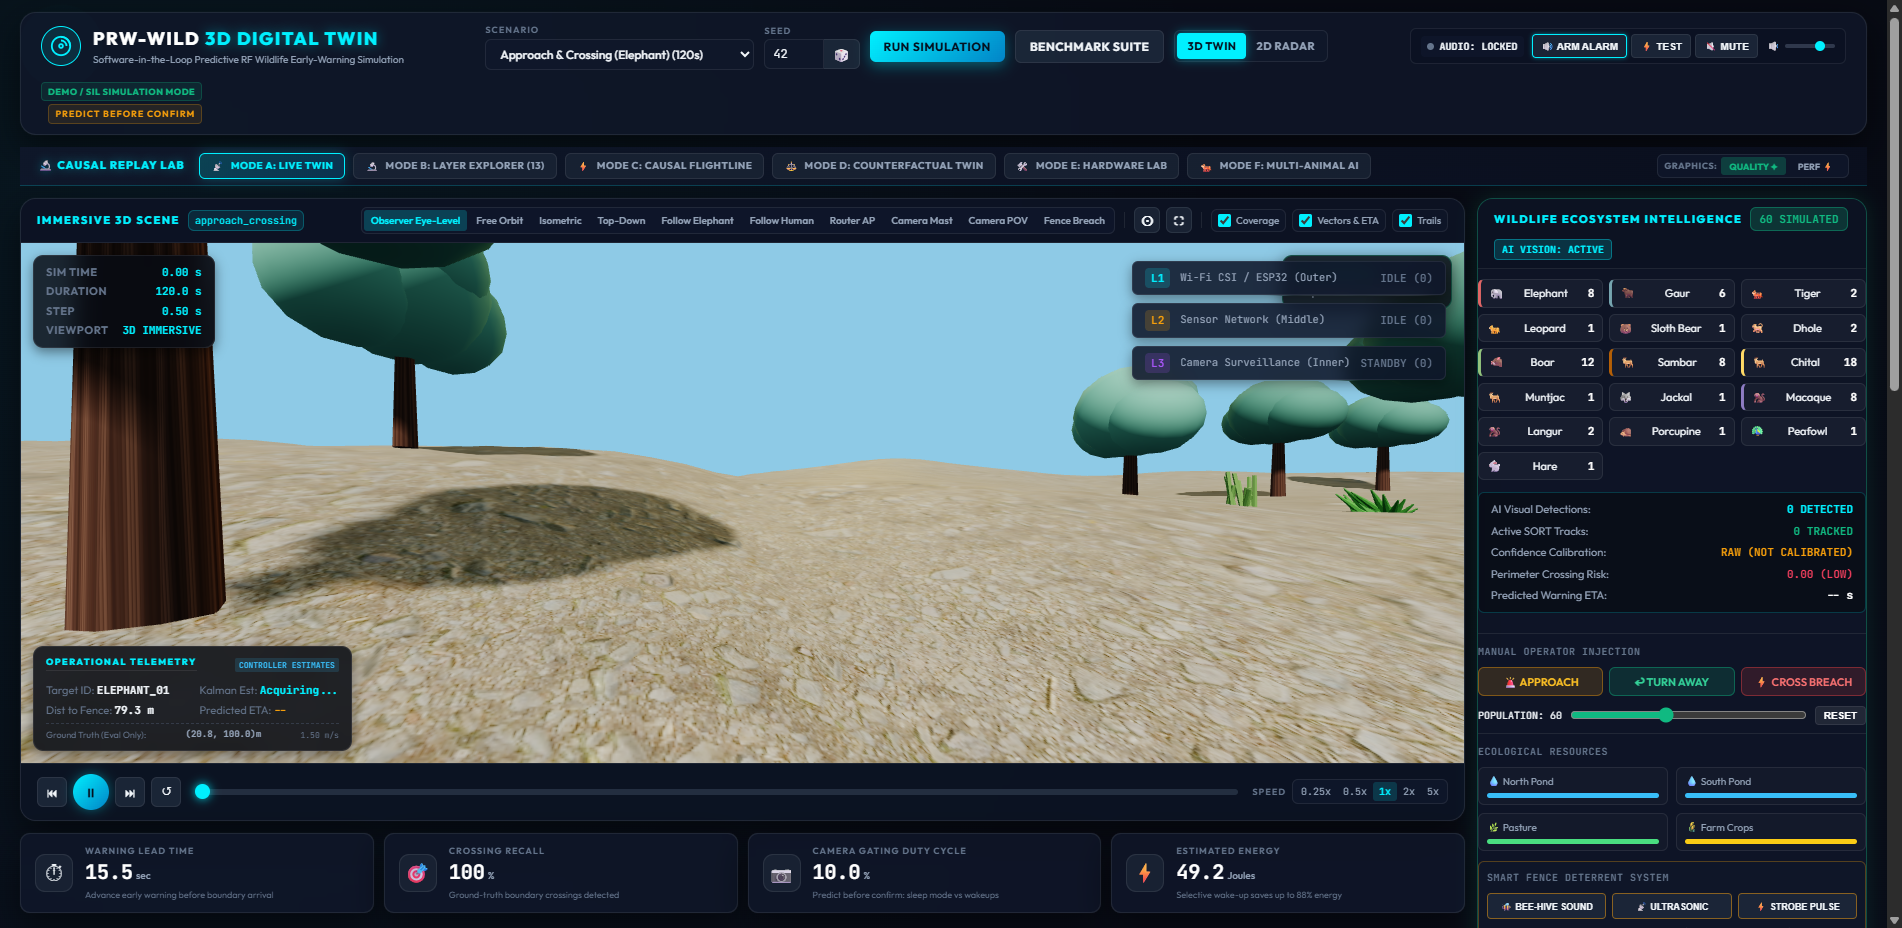 PRW-WILD 3D DIGITAL TWIN
Software-in-the-Loop Predictive RF Wildlife Early-Warning Simulation
DEMO / SIL SIMULATION MODE
PREDICT BEFORE CONFIRM
SCENARIO
Approach & Crossing (Elephant) (120s)
SEED
42
RUN SIMULATION
BENCHMARK SUITE
3D TWIN
2D RADAR
AUDIO: LOCKED
ARM ALARM
TEST
MUTE
CAUSAL REPLAY LAB
MODE A: LIVE TWIN
MODE B: LAYER EXPLORER (13)
MODE C: CAUSAL FLIGHTLINE
MODE D: COUNTERFACTUAL TWIN
MODE E: HARDWARE LAB
MODE F: MULTI-ANIMAL AI
GRAPHICS:
QUALITY
PERF
IMMERSIVE 3D SCENE
approach_crossing
Observer Eye-Level
Free Orbit
Isometric
Top-Down
Follow Elephant
Follow Human
Router AP
Camera Mast
Camera POV
Fence Breach
Coverage
Vectors & ETA
Trails
SIM TIME 0.00 s
DURATION 120.0 s
STEP 0.50 s
VIEWPORT 3D IMMERSIVE
L1 Wi-Fi CSI / ESP32 (Outer) IDLE (0)
L2 Sensor Network (Middle) IDLE (0)
L3 Camera Surveillance (Inner) STANDBY (0)
OPERATIONAL TELEMETRY
CONTROLLER ESTIMATES
Target ID: ELEPHANT_01 Kalman Est: Acquiring...
Dist to Fence: 79.3 m Predicted ETA: --
Ground Truth (Eval Only): (20.8, 100.0)m 1.50 m/s
SPEED
0.25x 0.5x 1x 2x 5x
WARNING LEAD TIME
15.5 sec
Advance early warning before boundary arrival
CROSSING RECALL
100 %
Ground-truth boundary crossings detected
CAMERA GATING DUTY CYCLE
10.0 %
Predict before confirm: sleep mode vs wakeups
ESTIMATED ENERGY
49.2 Joules
Selective wake-up saves up to 88% energy
WILDLIFE ECOSYSTEM INTELLIGENCE
60 SIMULATED
AI VISION: ACTIVE
Elephant 8
Gaur 6
Tiger 2
Leopard 1
Sloth Bear 1
Dhole 2
Boar 12
Sambar 8
Chital 18
Muntjac 1
Jackal 1
Macaque 8
Langur 2
Porcupine 1
Peafowl 1
Hare 1
AI Visual Detections: 0 DETECTED
Active SORT Tracks: 0 TRACKED
Confidence Calibration: RAW (NOT CALIBRATED)
Perimeter Crossing Risk: 0.00 (LOW)
Predicted Warning ETA: -- s
MANUAL OPERATOR INJECTION
APPROACH
TURN AWAY
CROSS BREACH
POPULATION: 60
RESET
ECOLOGICAL RESOURCES
North Pond
South Pond
Pasture
Farm Crops
SMART FENCE DETERRENT SYSTEM
BEE-HIVE SOUND
ULTRASONIC
STROBE PULSE